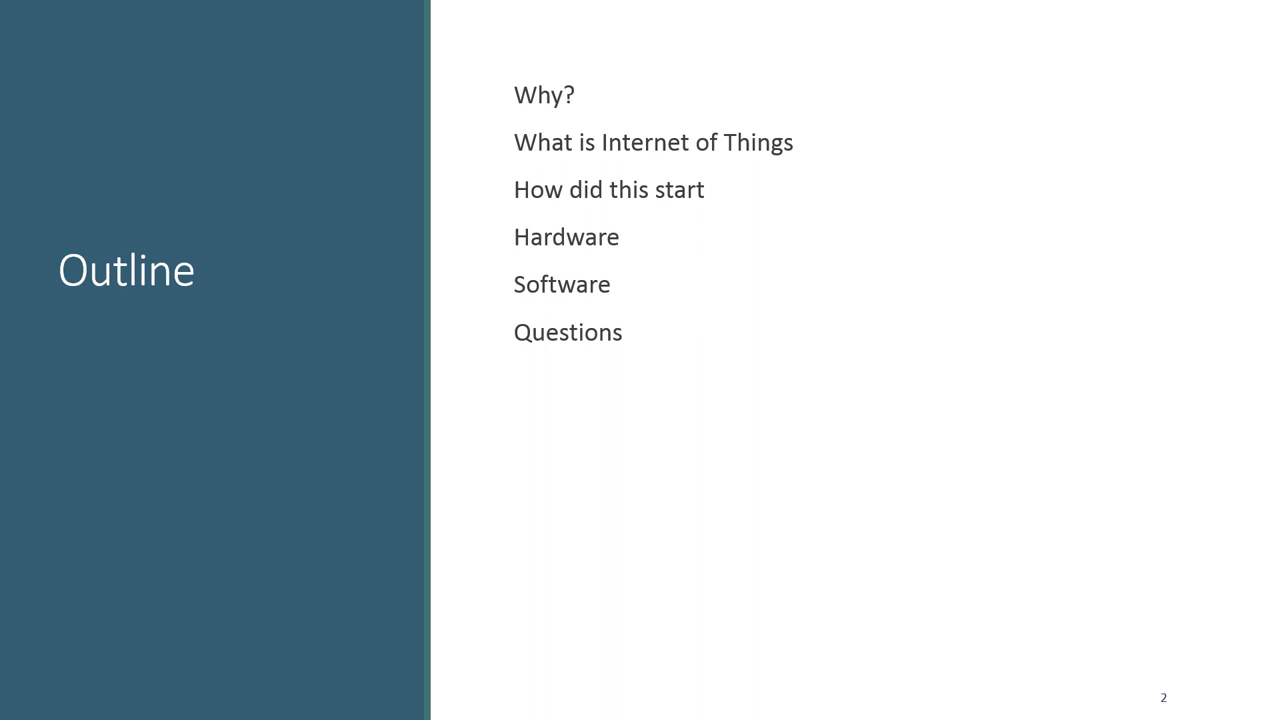 Outline
Why?
What is Internet of Things
How did this start
Hardware
Software
Questions
2